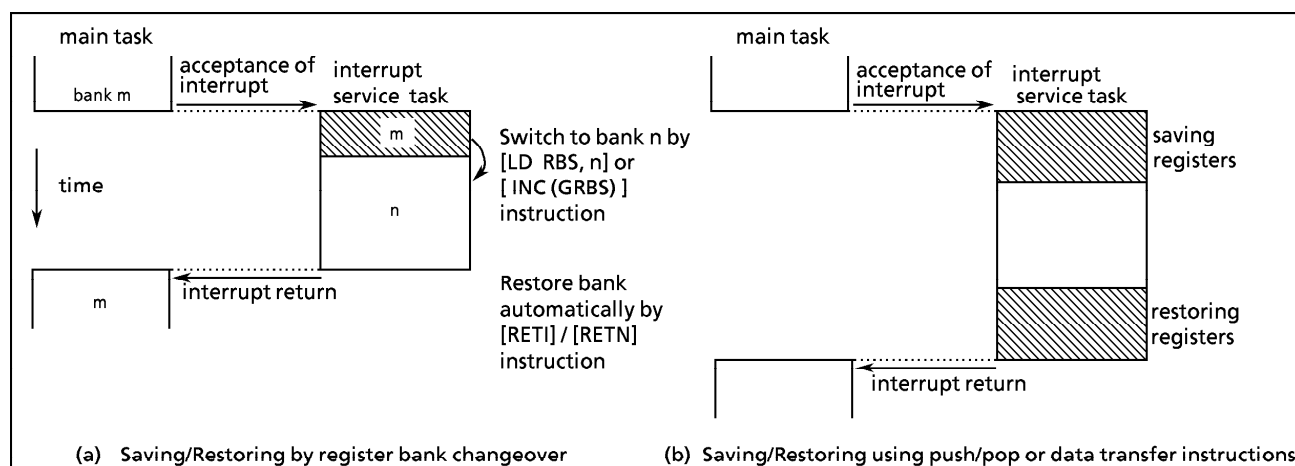 main task
bank m
acceptance of
interrupt
interrupt
service task
m
Switch to bank n by
[LD RBS, n] or
[ INC (GRBS) ]
instruction
time
n
interrupt return
m
Restore bank
automatically by
[RETI] / [RETN]
instruction
(a) Saving/Restoring by register bank changeover
main task
acceptance of
interrupt
interrupt
service task
saving
registers
restoring
registers
interrupt return
(b) Saving/Restoring using push/pop or data transfer instructions